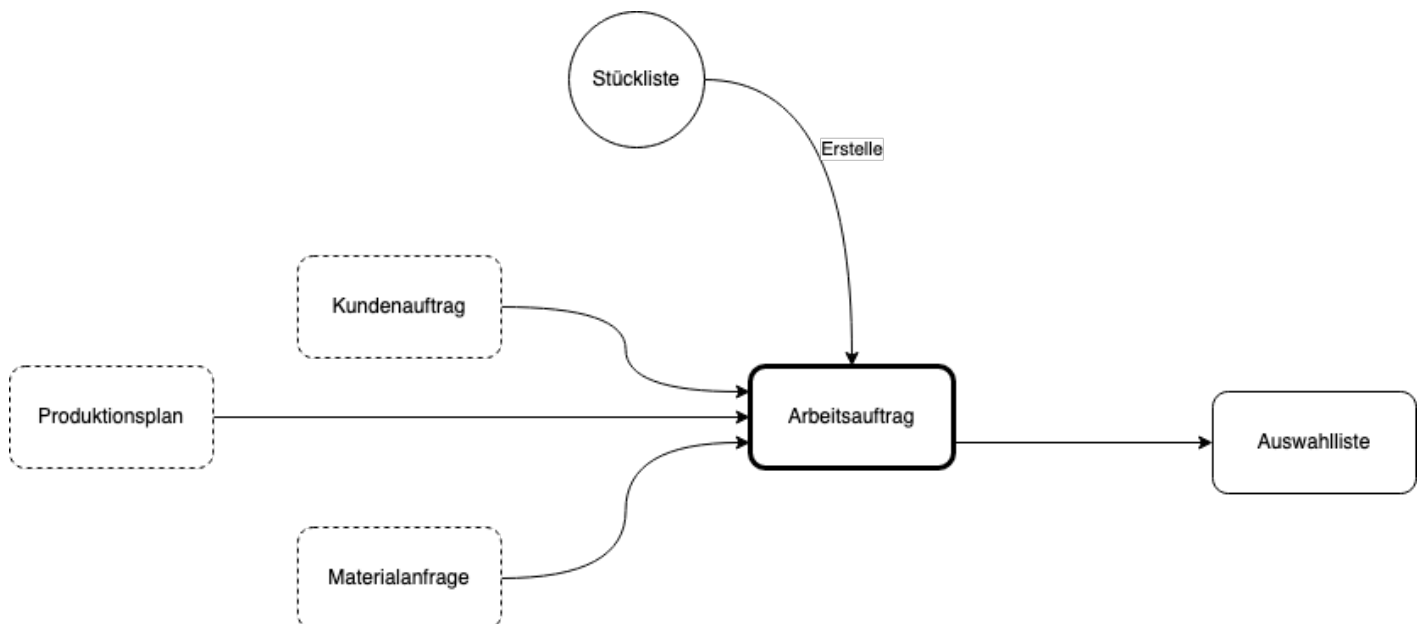 Stückliste
Erstelle
Kundenauftrag
Produktionsplan
Arbeitsauftrag
Auswahlliste
Materialanfrage